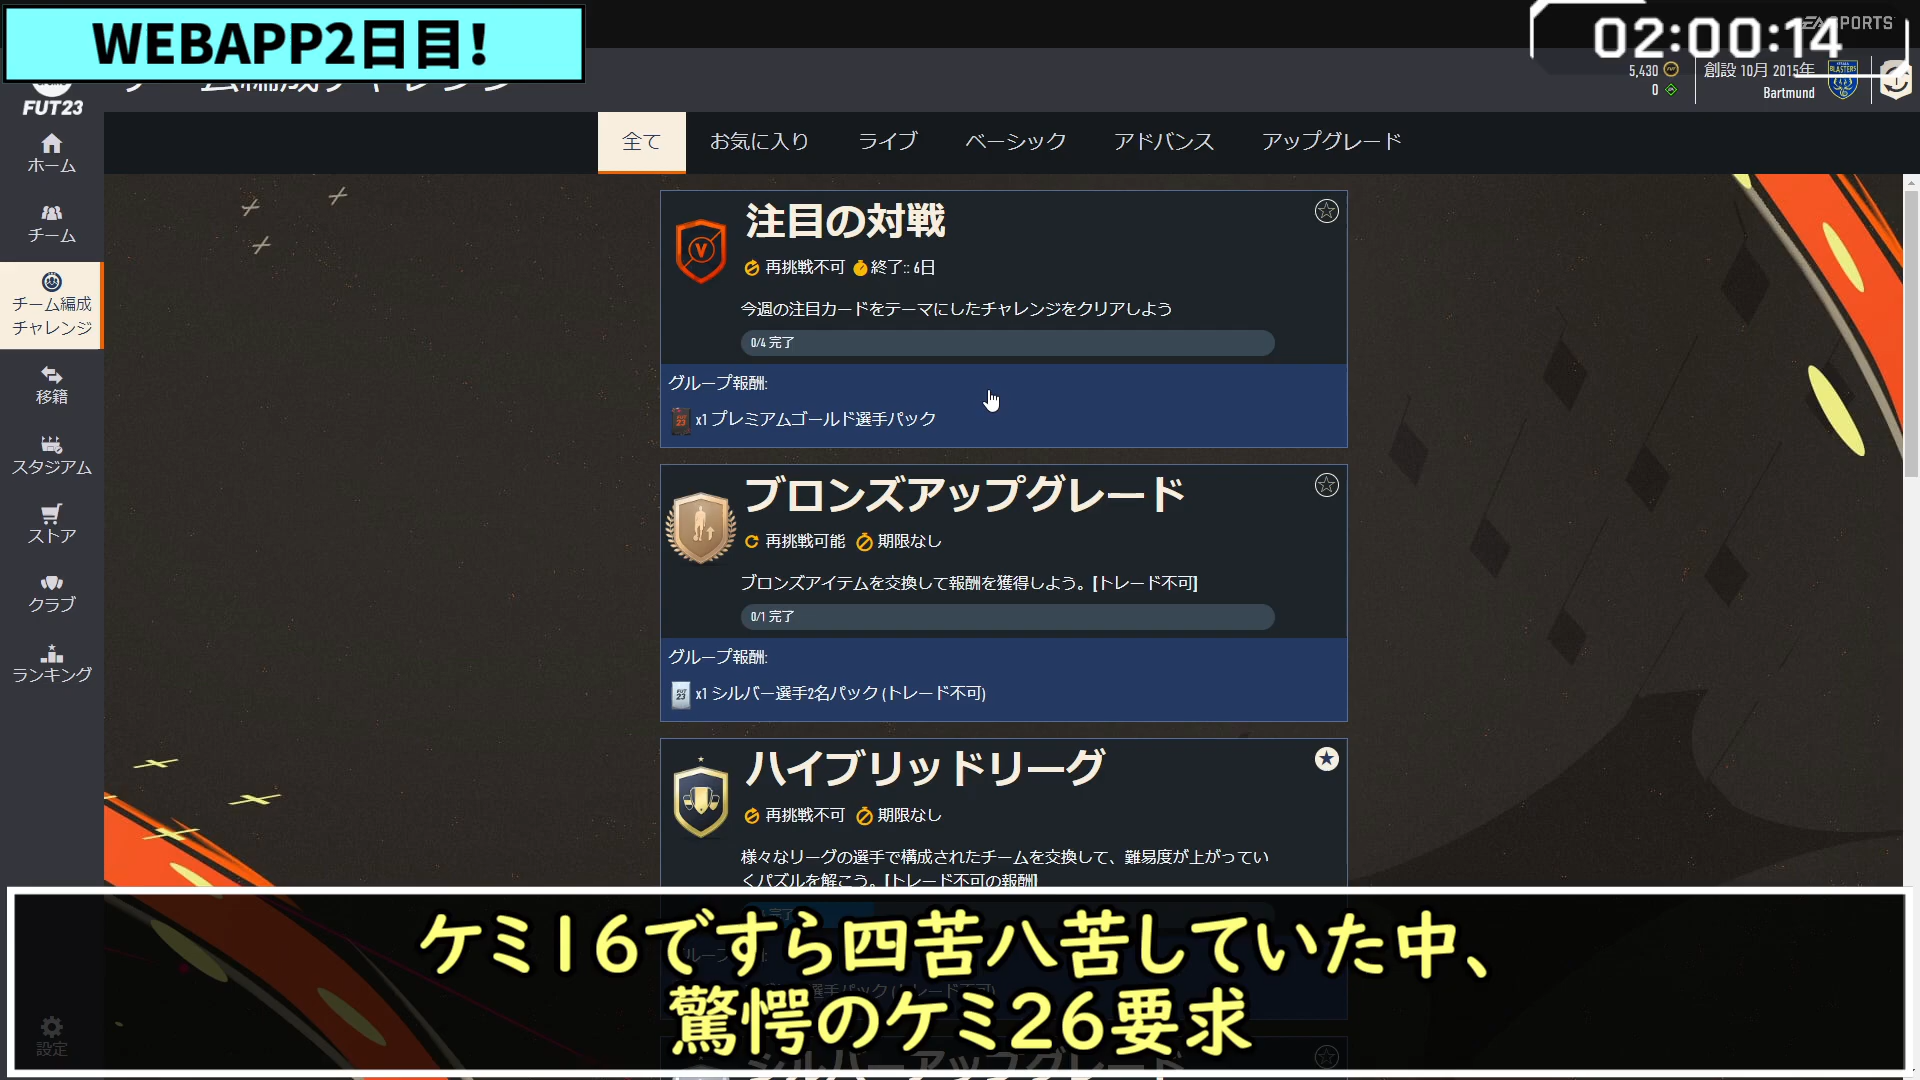 WEBAPP2日目!
02:00:14
EA SPORTS
5,430
0
創設 10月 2015年
Bartmund
FUT23
ホーム
チーム
チーム編成
チャレンジ
移籍
スタジアム
ストア
クラブ
ランキング
設定
全て
お気に入り
ライブ
ベーシック
アドバンス
アップグレード
注目の対戦
再挑戦不可 終了:: 6日
今週の注目カードをテーマにしたチャレンジをクリアしよう
0/4 完了
グループ報酬:
x1 プレミアムゴールド選手パック
ブロンズアップグレード
再挑戦可能 期限なし
ブロンズアイテムを交換して報酬を獲得しよう。[トレード不可]
0/1 完了
グループ報酬:
x1 シルバー選手2名パック (トレード不可)
ハイブリッドリーグ
再挑戦不可 期限なし
様々なリーグの選手で構成されたチームを交換して、難易度が上がってい
くパズルを解こう。[トレード不可の報酬]
ケミ16ですら四苦八苦していた中、
驚愕のケミ26要求
シルバーアップグレード